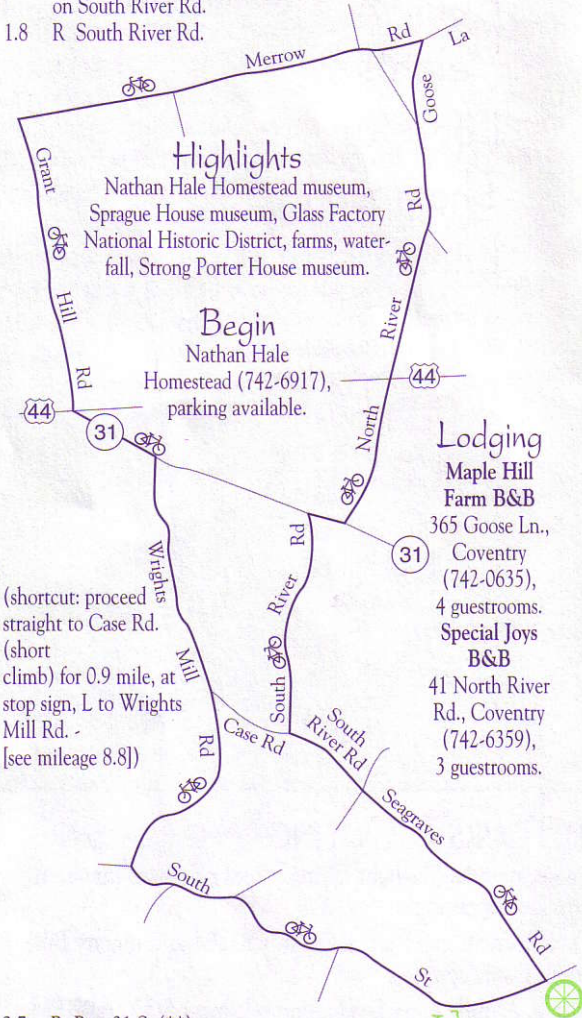 on South River Rd.
1.8 R South River Rd.
Merrow Rd
La
Goose
Grant
Hill
Rd
Highlights
Nathan Hale Homestead museum,
Sprague House museum, Glass Factory
National Historic District, farms, water-
fall, Strong Porter House museum.
Rd
River
North
Begin
Nathan Hale
Homestead (742-6917),
parking available.
44
44
31
31
Lodging
Maple Hill
Farm B&B
365 Goose Ln.,
Coventry
(742-0635),
4 guestrooms.
Special Joys
B&B
41 North River
Rd., Coventry
(742-6359),
3 guestrooms.
Wrights
Mill
Rd
Rd
River
South
(shortcut: proceed
straight to Case Rd.
(short
climb) for 0.9 mile, at
stop sign, L to Wrights
Mill Rd. -
[see mileage 8.8])
Case Rd
South
River Rd
Seagraves
Rd
South
St